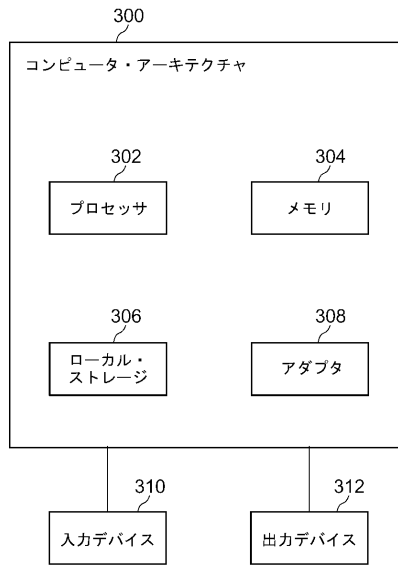 300
コンピュータ・アーキテクチャ
302
プロセッサ
304
メモリ
306
ローカル・
ストレージ
308
アダプタ
310
入力デバイス
312
出力デバイス